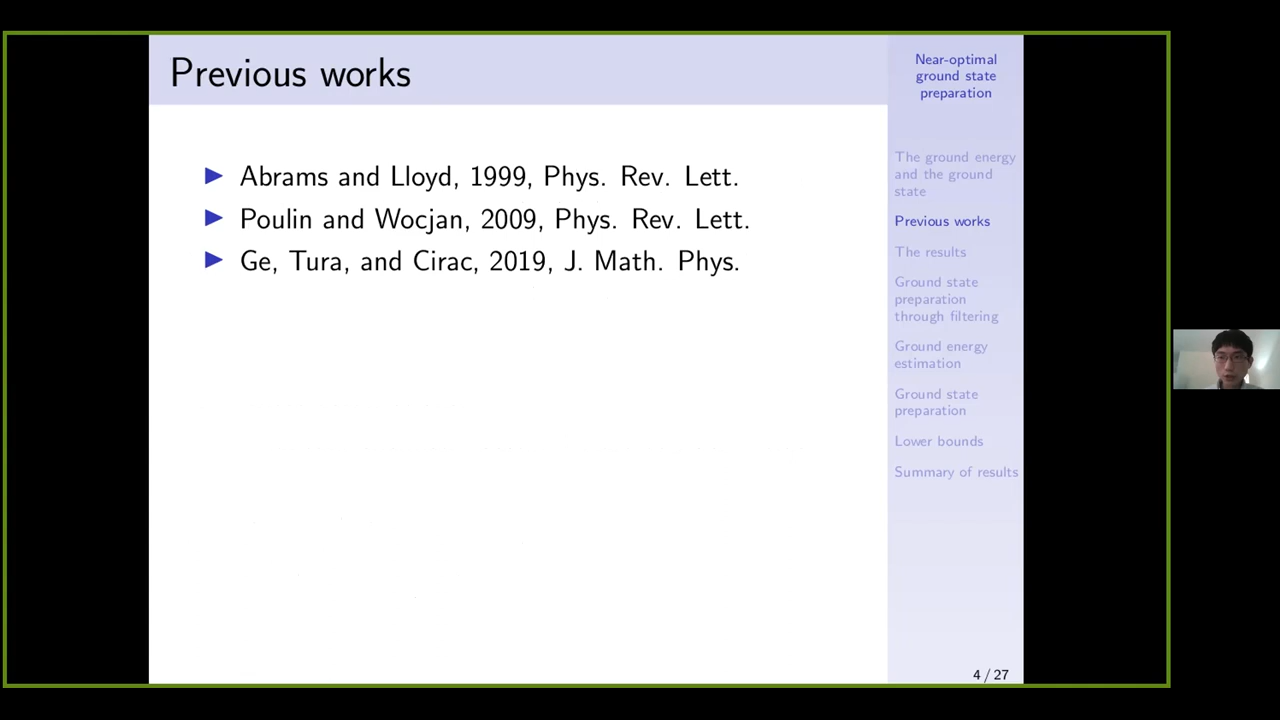 Previous works
Abrams and Lloyd, 1999, Phys. Rev. Lett.
Poulin and Wocjan, 2009, Phys. Rev. Lett.
Ge, Tura, and Cirac, 2019, J. Math. Phys.
Near-optimal
ground state
preparation
The ground energy
and the ground
state
Previous works
The results
Ground state
preparation
through filtering
Ground energy
estimation
Ground state
preparation
Lower bounds
Summary of results
4 / 27